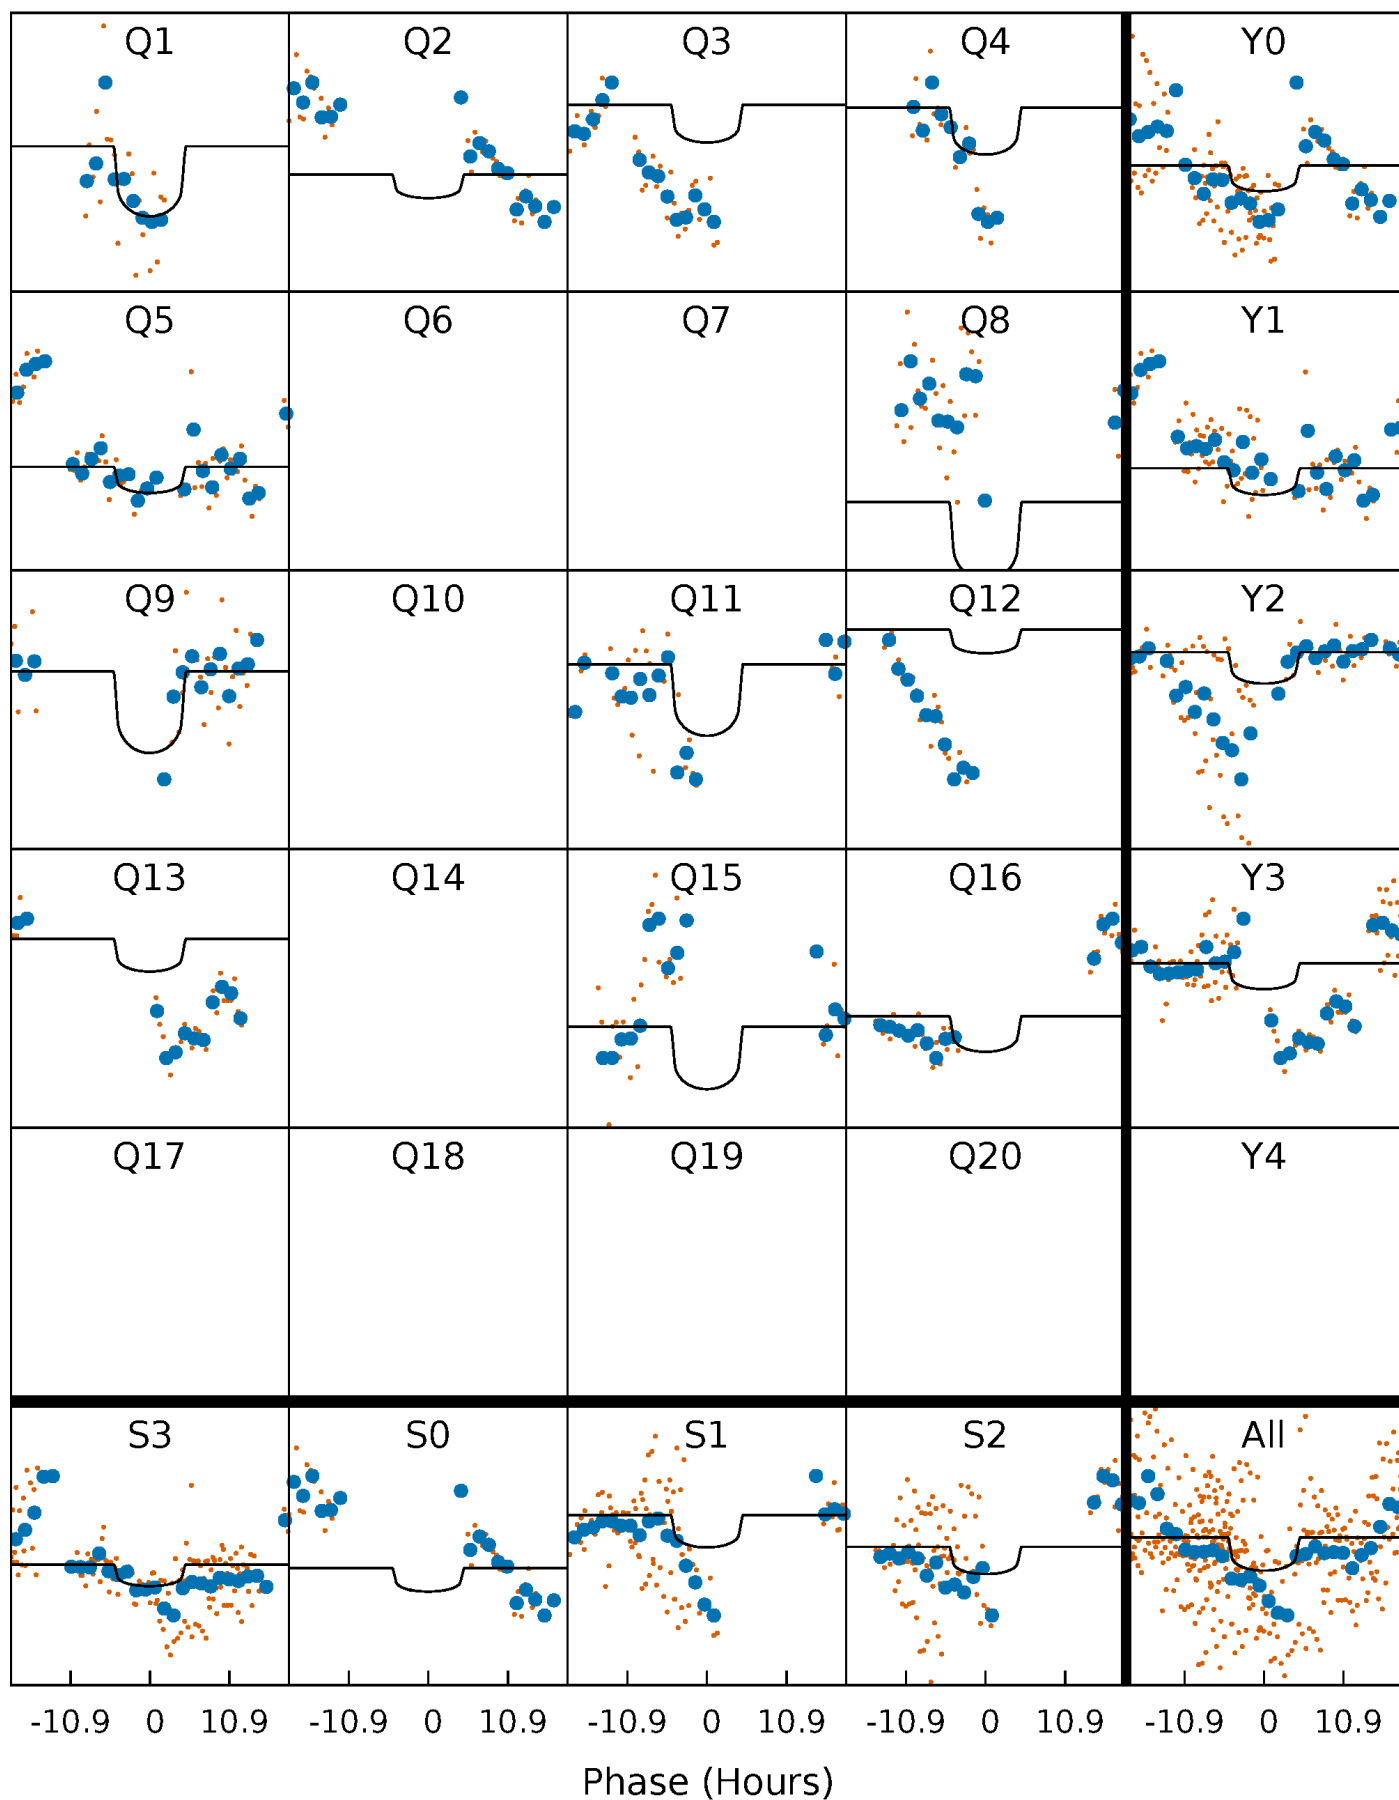 Q1 Q2 Q3 Q4 Y0
Q5 Q6 Q7 Q8 Y1
Q9 Q10 Q11 Q12 Y2
Q13 Q14 Q15 Q16 Y3
Q17 Q18 Q19 Q20 Y4
S3 S0 S1 S2 All
-10.9 0 10.9 -10.9 0 10.9 -10.9 0 10.9 -10.9 0 10.9 -10.9 0 10.9
Phase (Hours)